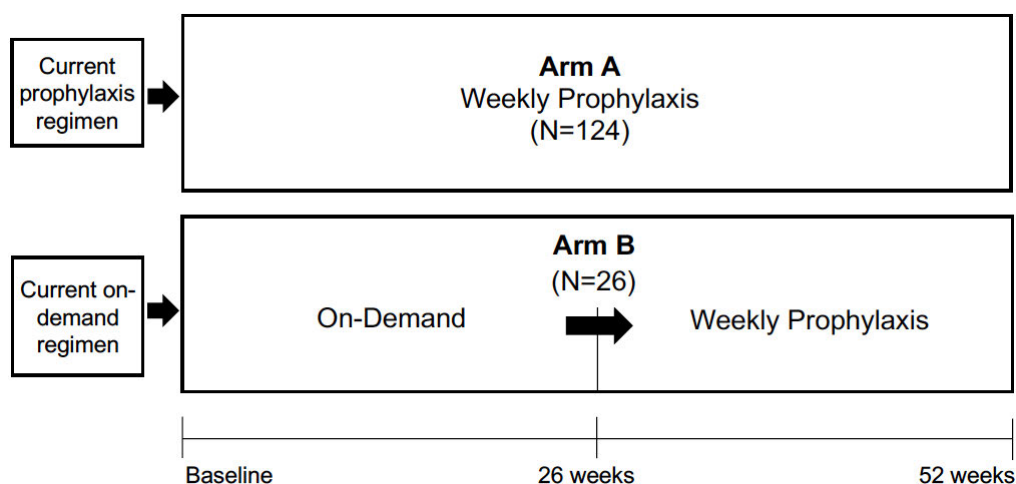 Current
prophylaxis
regimen
Arm A
Weekly Prophylaxis
(N=124)
Current on-
demand
regimen
Arm B
(N=26)
On-Demand
Weekly Prophylaxis
Baseline
26 weeks
52 weeks